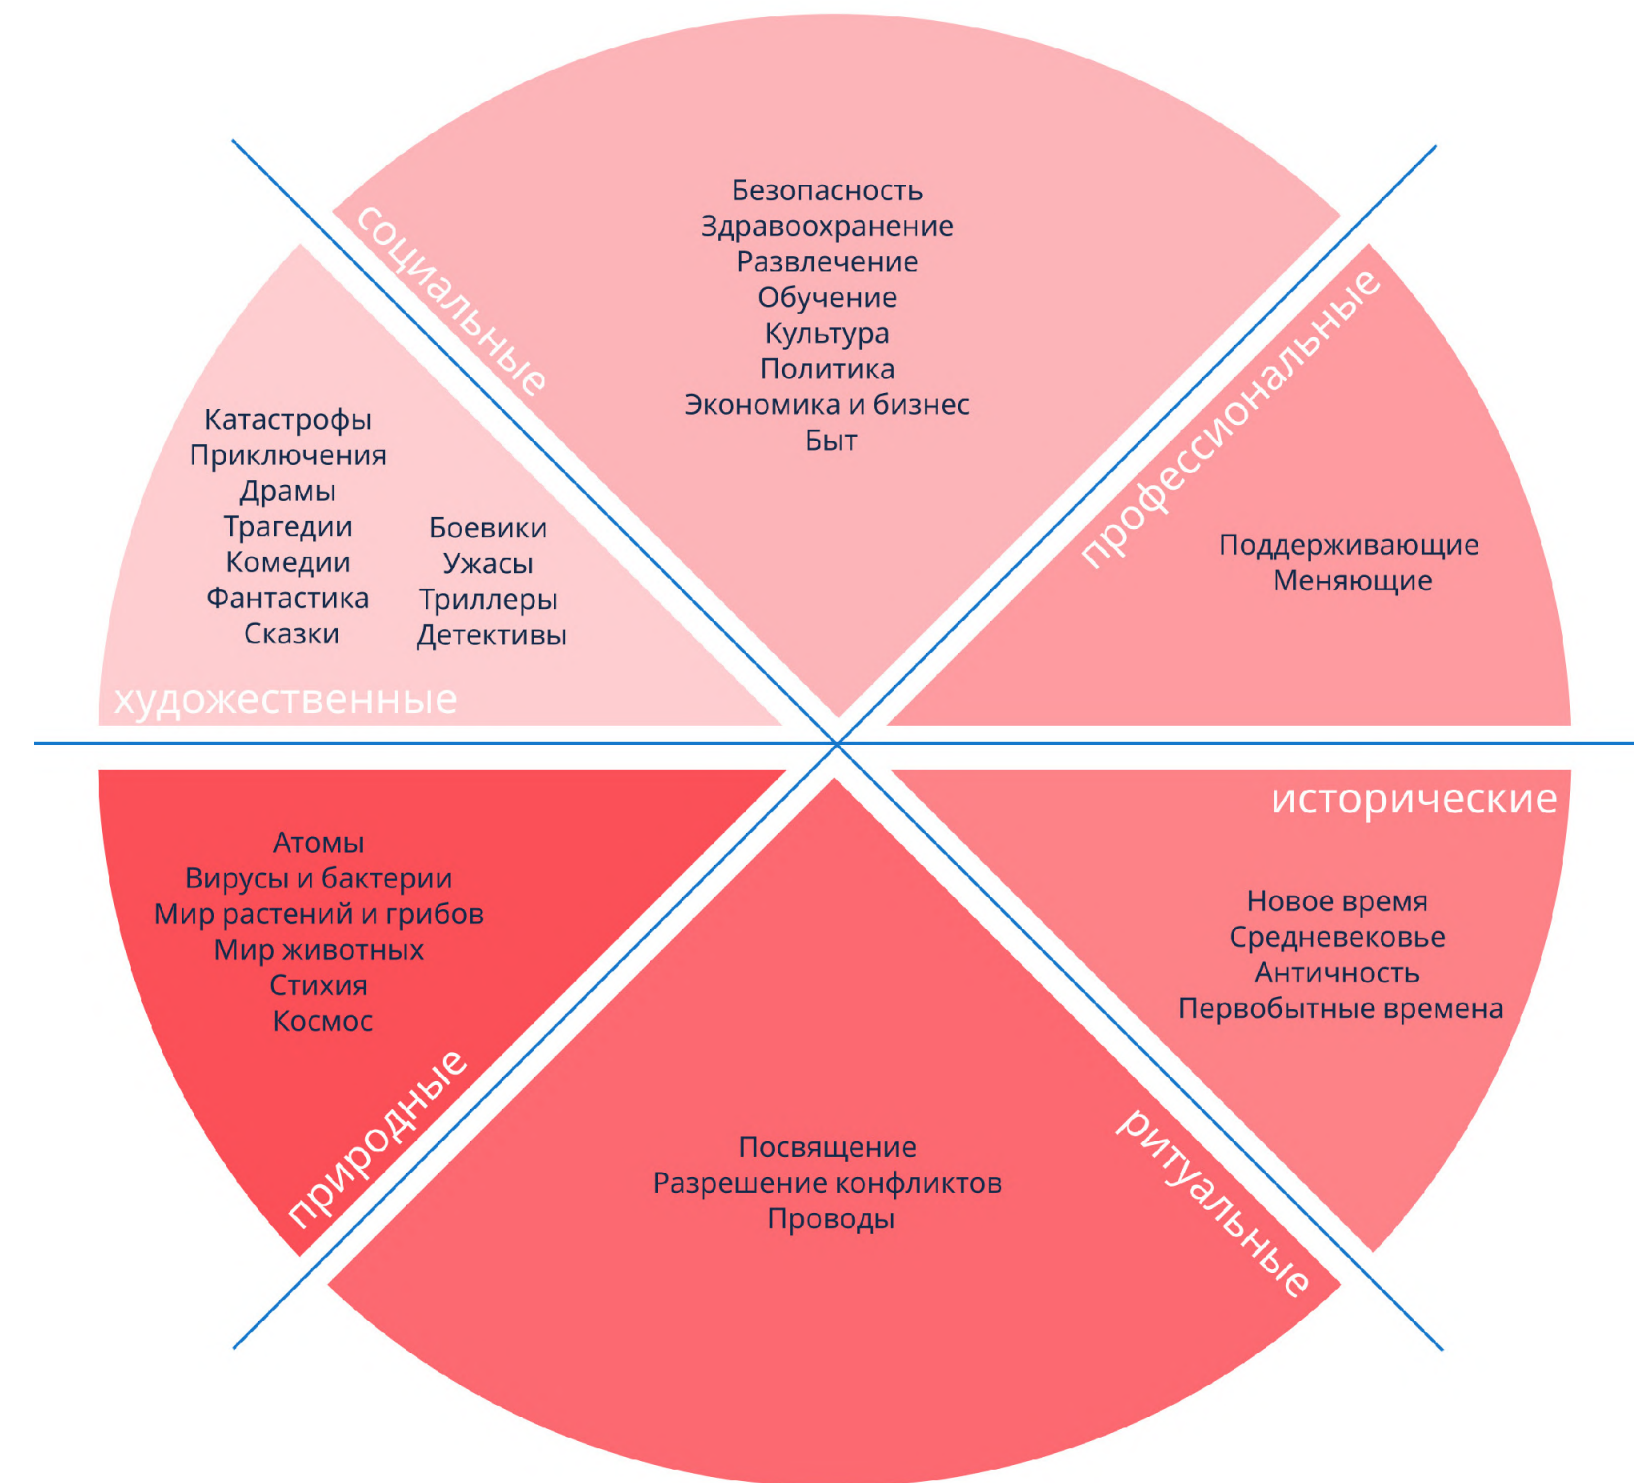 социальные
Безопасность
Здравоохранение
Развлечение
Обучение
Культура
Политика
Экономика и бизнес
Быт
профессиональные
Поддерживающие
Меняющие
исторические
Новое время
Средневековье
Античность
Первобытные времена
ритуальные
Посвящение
Разрешение конфликтов
Проводы
природные
Атомы
Вирусы и бактерии
Мир растений и грибов
Мир животных
Стихия
Космос
художественные
Катастрофы
Приключения
Драмы
Трагедии
Комедии
Фантастика
Сказки
Боевики
Ужасы
Триллеры
Детективы